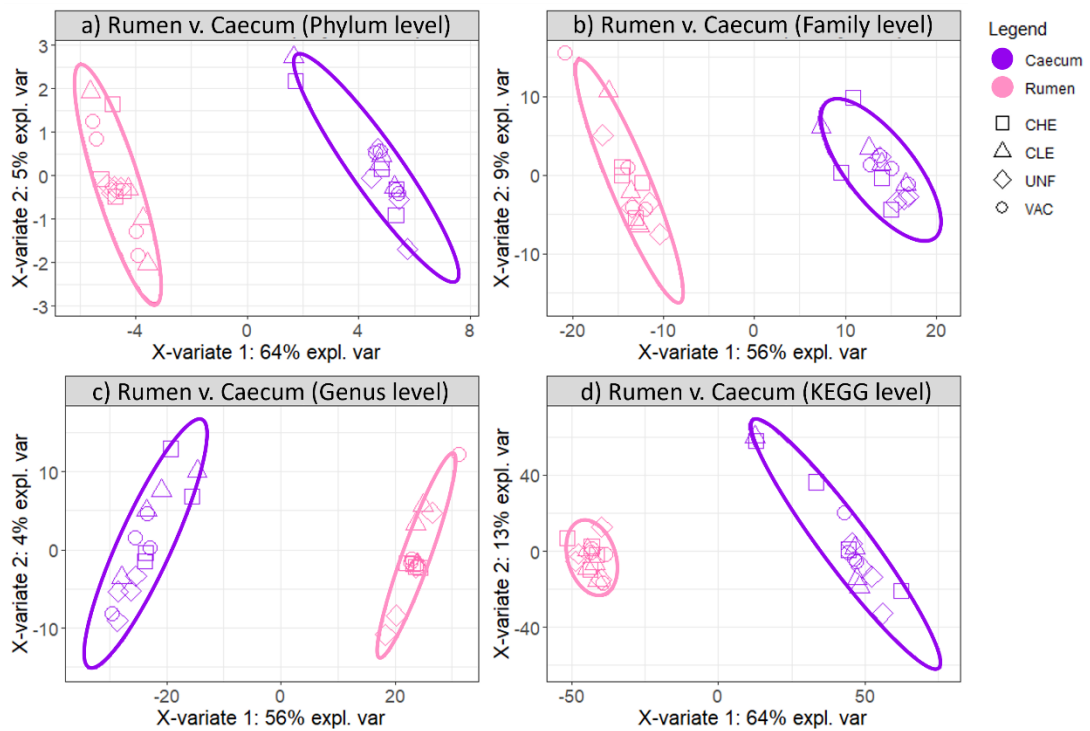 a) Rumen v. Caecum (Phylum level)
3
2
1
0
-1
-2
-3
X-variate 2: 5% expl. var
-4
0
4
8
X-variate 1: 64% expl. var
b) Rumen v. Caecum (Family level)
10
0
-10
X-variate 2: 9% expl. var
-20
-10
0
10
20
X-variate 1: 56% expl. var
Legend
Caecum
Rumen
CHE
CLE
UNF
VAC
c) Rumen v. Caecum (Genus level)
10
0
-10
X-variate 2: 4% expl. var
-20
0
20
X-variate 1: 56% expl. var
d) Rumen v. Caecum (KEGG level)
40
0
-40
X-variate 2: 13% expl. var
-50
0
50
X-variate 1: 64% expl. var